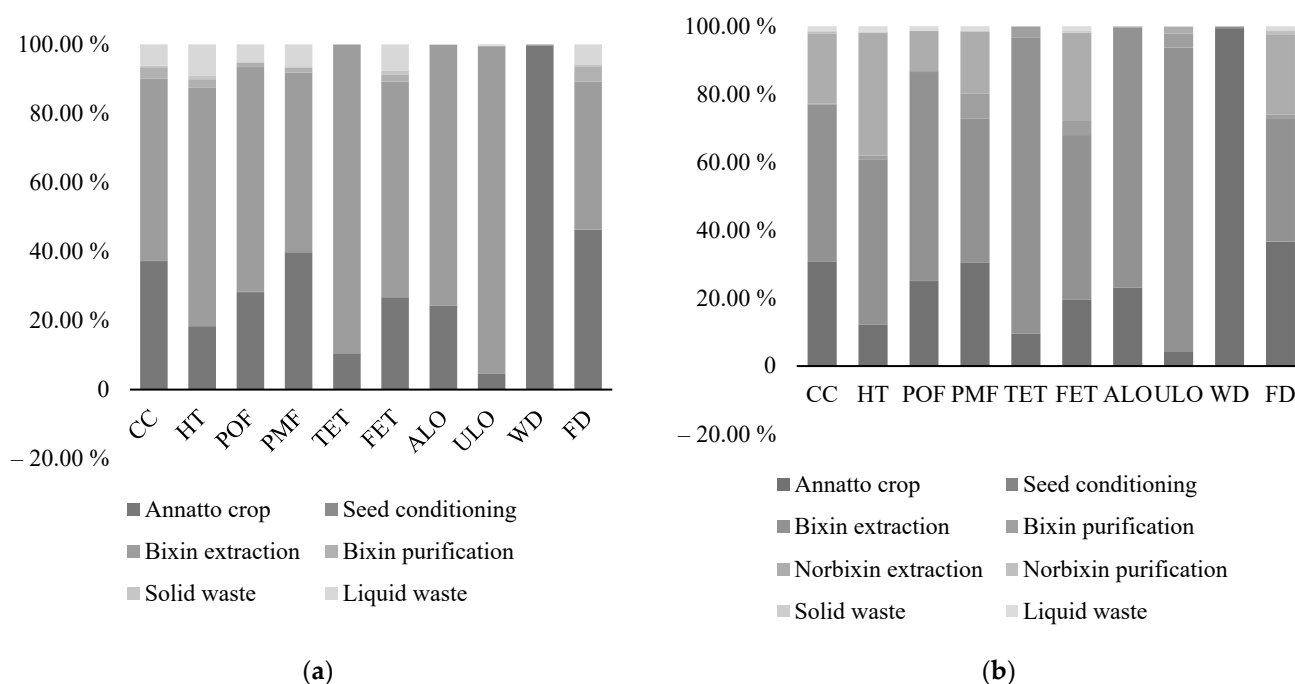 100.00 %
80.00 %
60.00 %
40.00 %
20.00 %
0
– 20.00 %
CC HT POF PMF TET FET ALO ULO WD FD
Annatto crop Seed conditioning
Bixin extraction Bixin purification
Solid waste Liquid waste
(a)
100.00 %
80.00 %
60.00 %
40.00 %
20.00 %
0
– 20.00 %
CC HT POF PMF TET FET ALO ULO WD FD
Annatto crop Seed conditioning
Bixin extraction Bixin purification
Norbixin extraction Norbixin purification
Solid waste Liquid waste
(b)